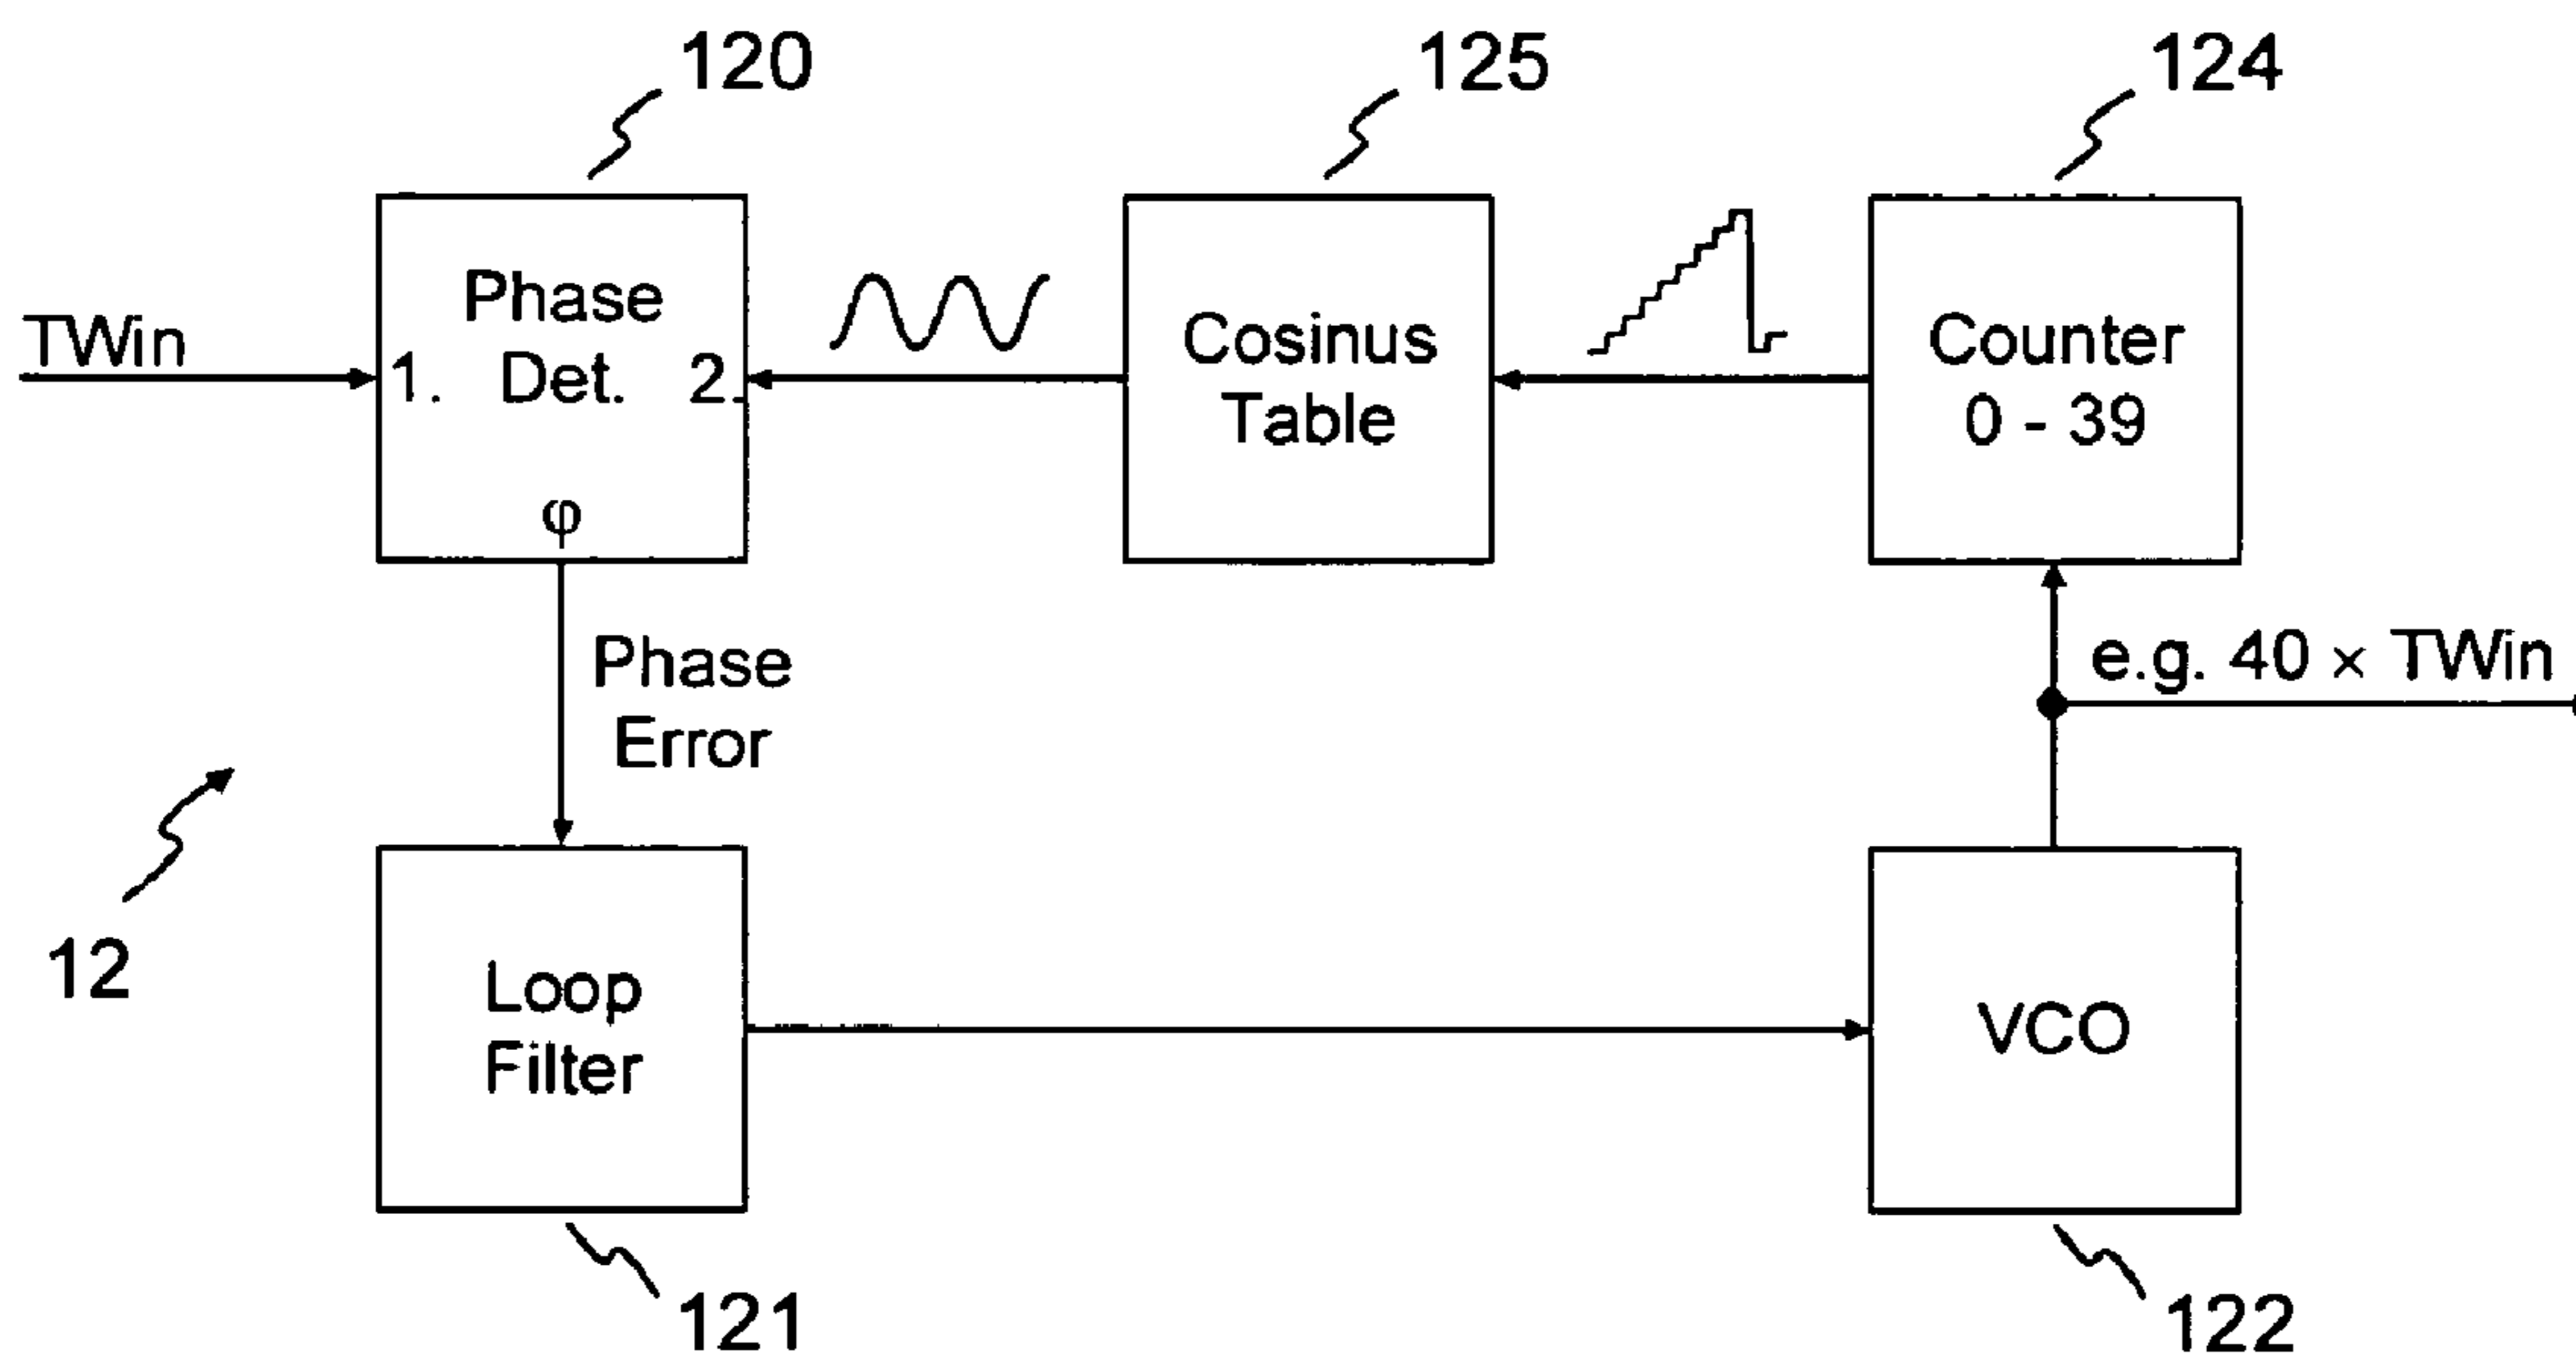 120
125
124
TWin
Phase
1. Det. 2.
φ
Cosinus
Table
Counter
0 - 39
Phase
Error
e.g. 40 × TWin
12
Loop
Filter
VCO
121
122